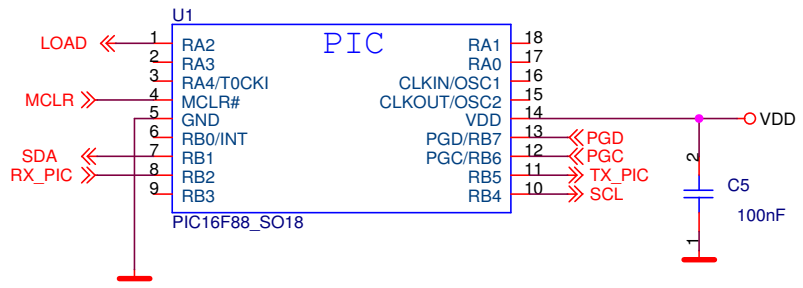 U1
PIC
LOAD 1 RA2 RA1 18
2 RA3 RA0 17
3 RA4/T0CKI CLKIN/OSC1 16
MCLR 4 MCLR# CLKOUT/OSC2 15
5 GND VDD 14 VDD
6 RB0/INT PGD/RB7 13 PGD
SDA 7 RB1 PGC/RB6 12 PGC
RX_PIC 8 RB2 RB5 11 TX_PIC
9 RB3 RB4 10 SCL
PIC16F88_SO18
2
C5
100nF
1